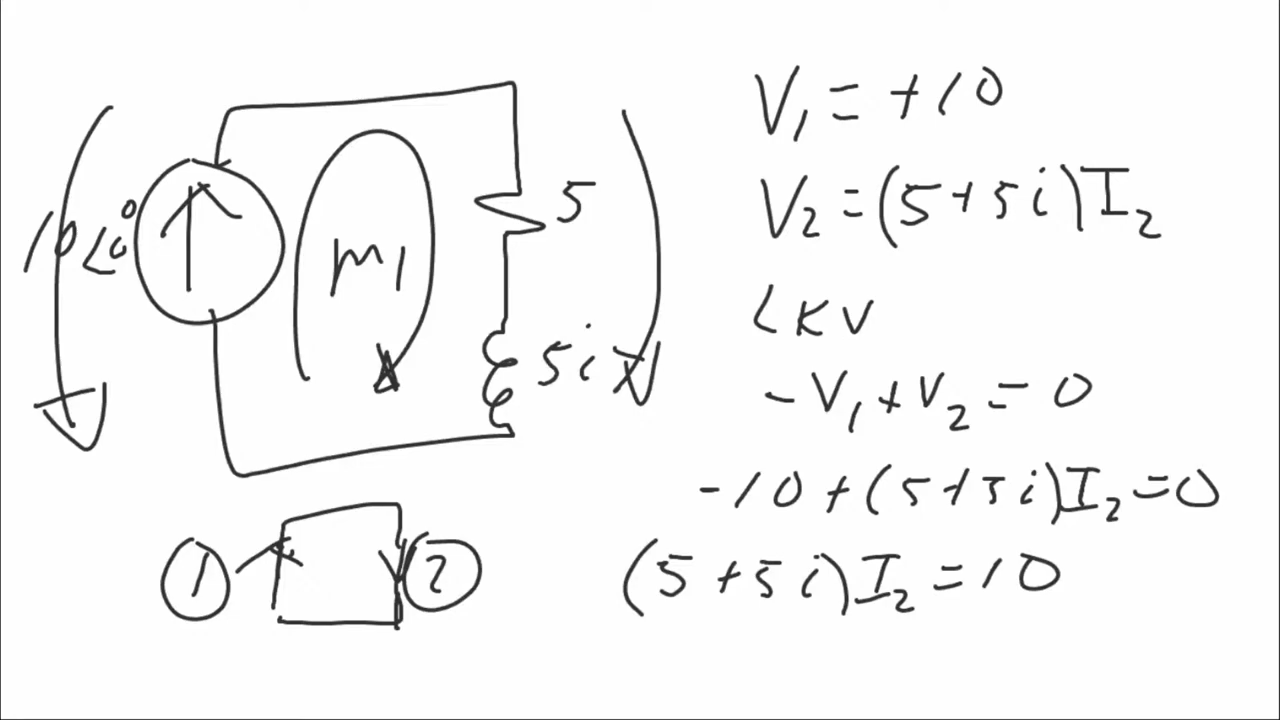 10∠0°
m1
5
5i
V₁ = +10
V₂ = (5+5i)I₂
LKV
-V₁+V₂ = 0
-10+(5+5i)I₂=0
(5+5i)I₂=10
1
2